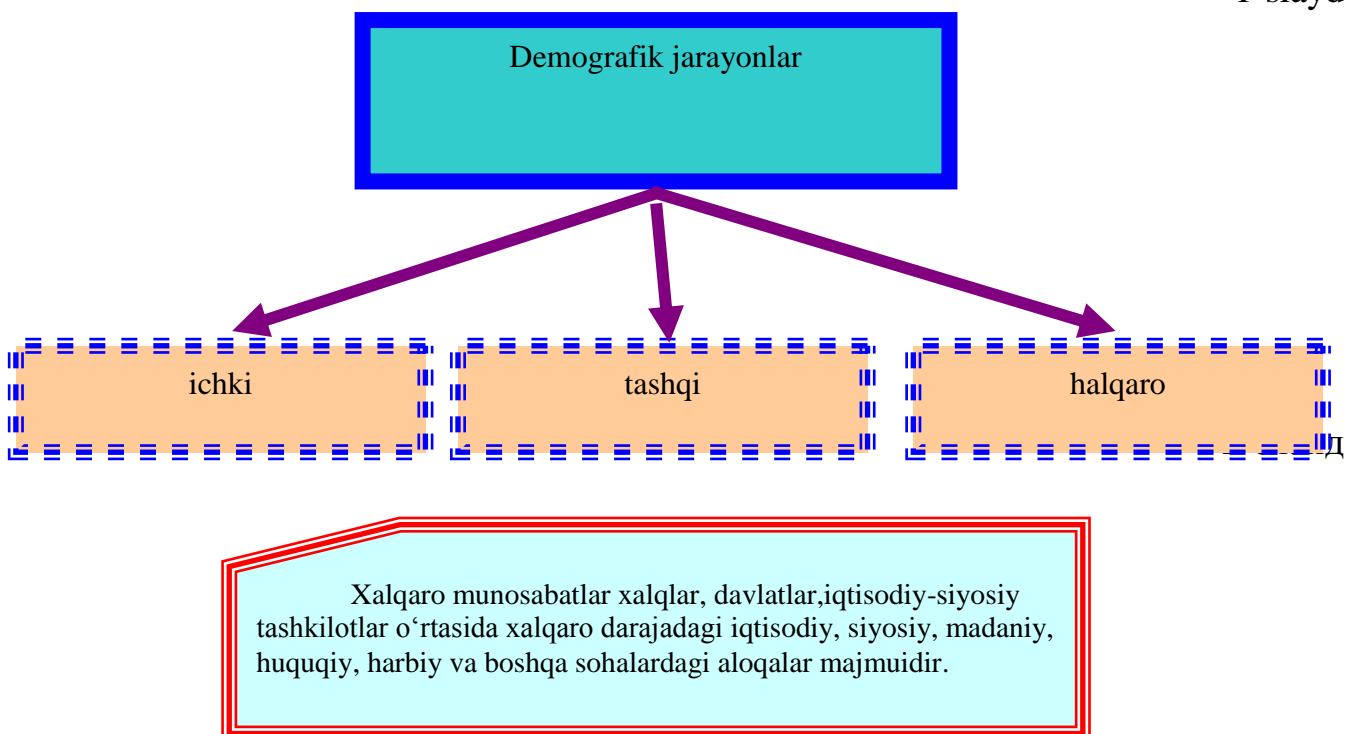 Demografik jarayonlar
ichki
tashqi
halqaro
Xalqaro munosabatlar xalqlar, davlatlar,iqtisodiy-siyosiy
tashkilotlar o‘rtasida xalqaro darajadagi iqtisodiy, siyosiy, madaniy,
huquqiy, harbiy va boshqa sohalardagi aloqalar majmuidir.